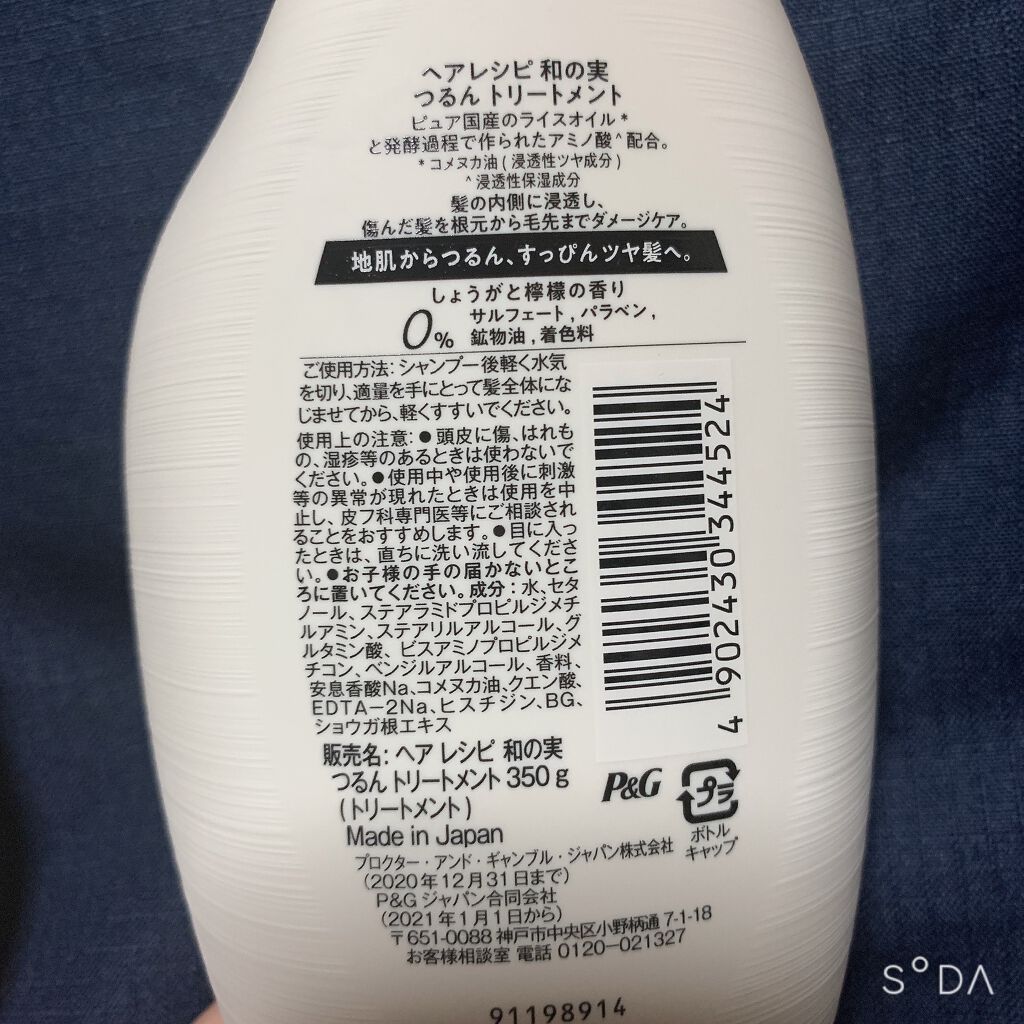 ヘアレシピ 和の実
つるん トリートメント
ピュア国産のライスオイル*
と発酵過程で作られたアミノ酸^配合。
*コメヌカ油(浸透性ツヤ成分)
^浸透性保湿成分
髪の内側に浸透し、
傷んだ髪を根元から毛先までダメージケア。
地肌からつるん、すっぴんツヤ髪へ。
しょうがと檸檬の香り
0% サルフェート,パラベン,
鉱物油,着色料
ご使用方法: シャンプー後軽く水気
を切り、適量を手にとって髪全体にな
じませてから、軽くすすいでください。
使用上の注意:●頭皮に傷、はれも
の、湿疹等のあるときは使わないで
ください。●使用中や使用後に刺激
等の異常が現れたときは使用を中
止し、皮フ科専門医等にご相談され
ることをおすすめします。●目に入っ
たときは、直ちに洗い流してくださ
い。●お子様の手の届かないとこ
ろに置いてください。成分:水、セタ
ノール、ステアラミドプロピルジメチ
ルアミン、ステアリルアルコール、グ
ルタミン酸、ビスアミノプロピルジメ
チコン、ベンジルアルコール、香料、
安息香酸Na、コメヌカ油、クエン酸、
EDTA-2Na、ヒスチジン、BG、
ショウガ根エキス
4 902430 344524
販売名: ヘア レシピ 和の実
つるん トリートメント 350g
(トリートメント)
Made in Japan
P&G
プラ
ボトル
キャップ
プロクター・アンド・ギャンブル・ジャパン株式会社
(2020年12月31日まで)
P&G ジャパン合同会社
(2021年1月1日から)
〒651-0088 神戸市中央区小野柄通 7-1-18
お客様相談室 電話 0120-021327
91198914
S°DA